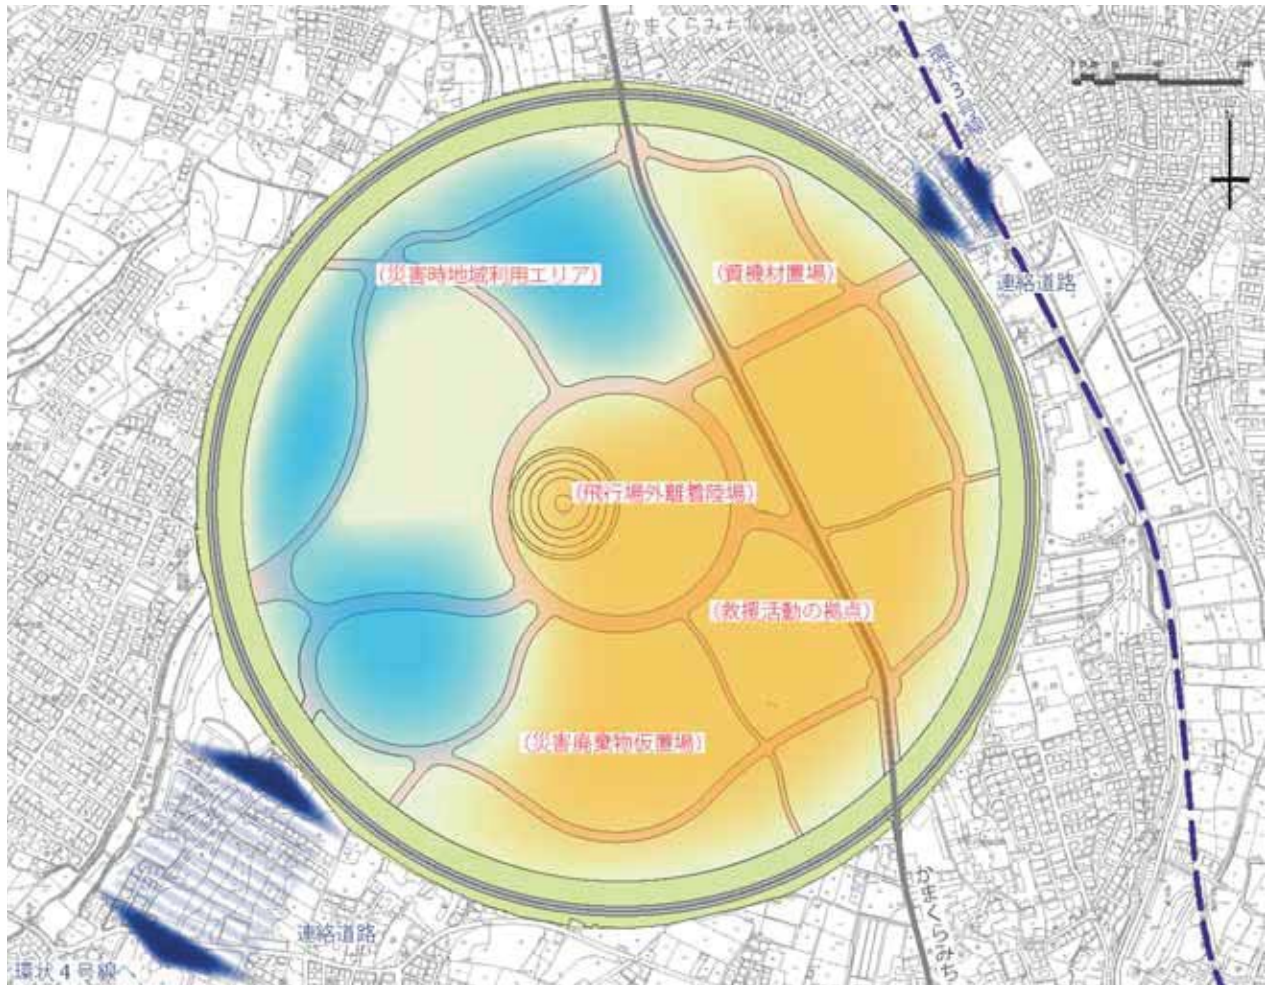 かまくらみち
(災害時地域利用エリア)
(資機材置場)
連絡道路
(飛行場外離着陸場)
(救援活動の拠点)
(災害廃棄物仮置場)
かまくらみち
連絡道路
環状4号線へ